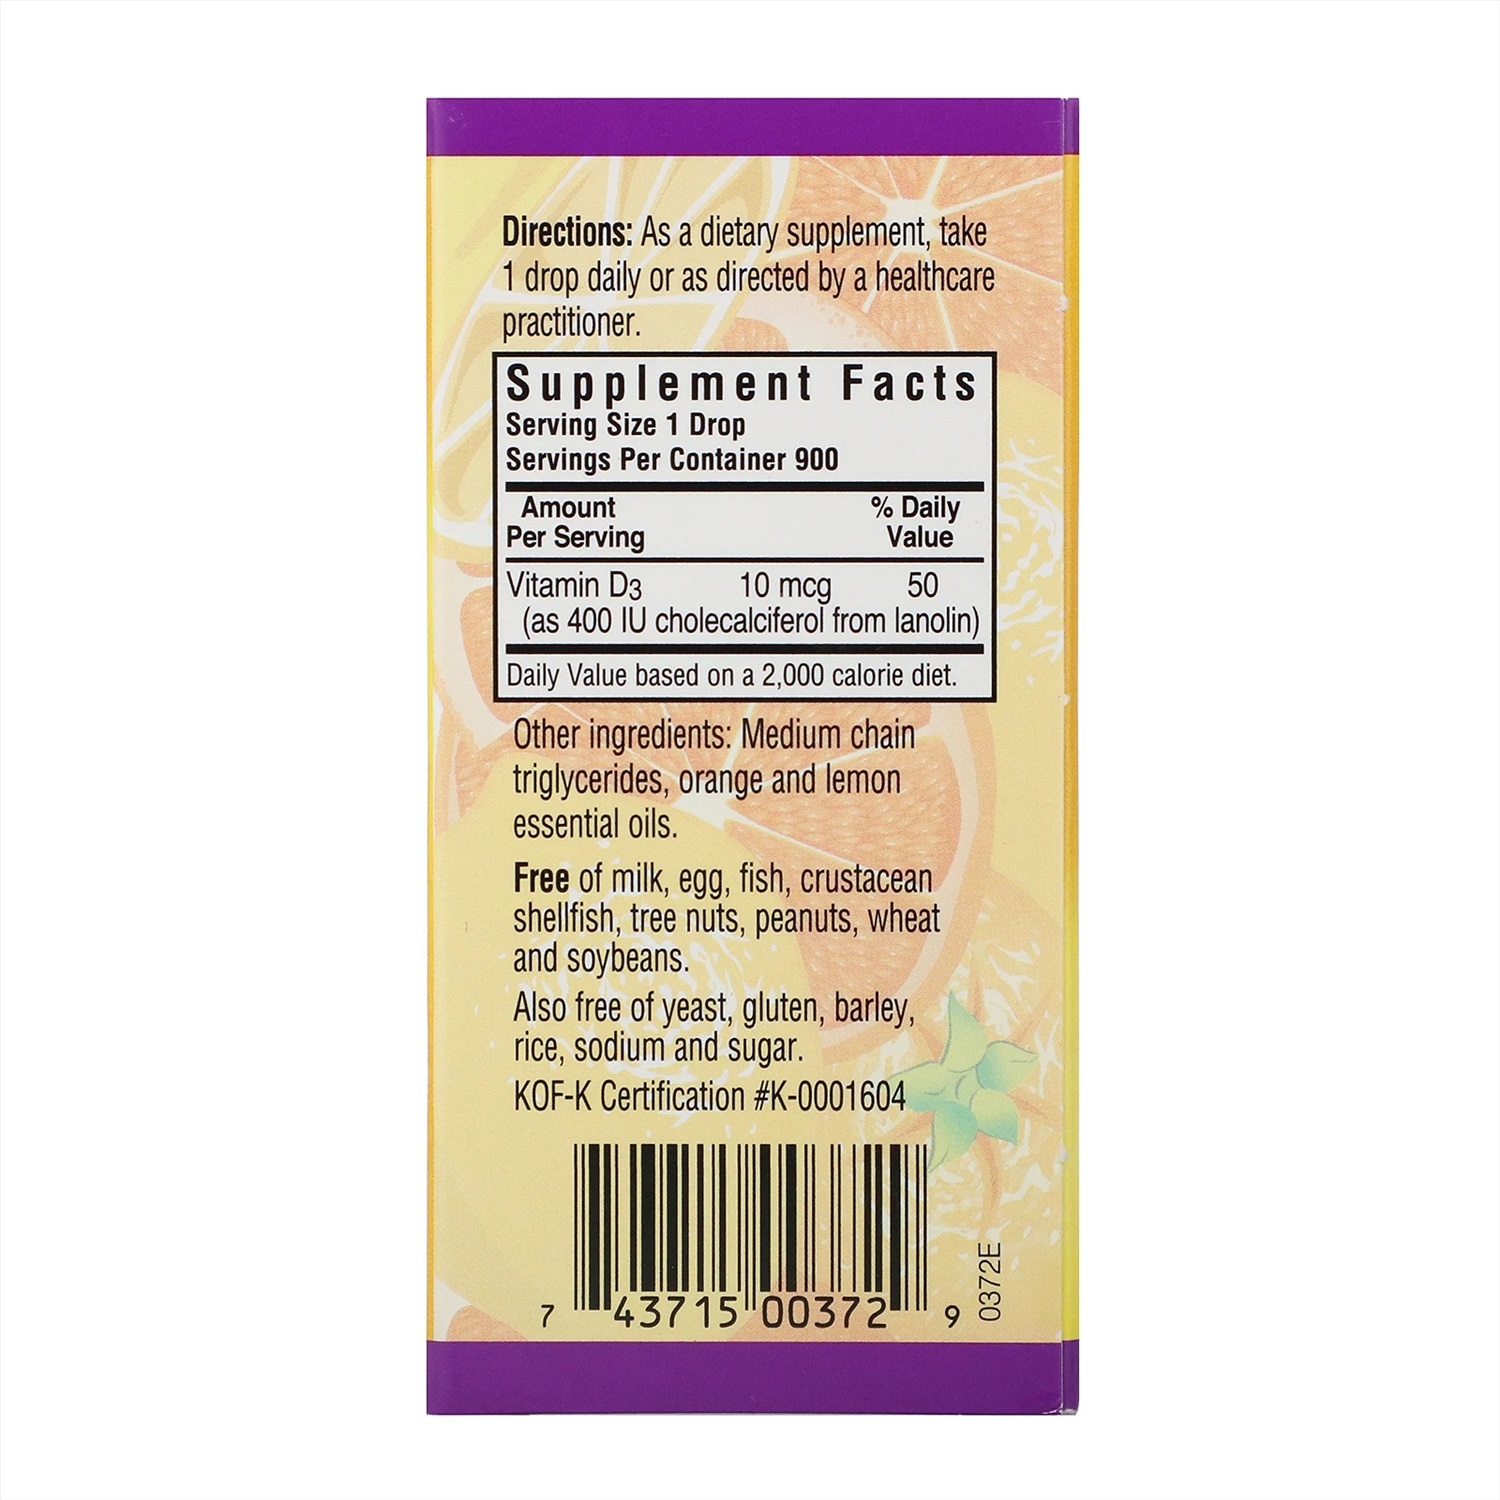 Directions: As a dietary supplement, take
1 drop daily or as directed by a healthcare
practitioner.
Supplement Facts
Serving Size 1 Drop
Servings Per Container 900
Amount Per Serving % Daily Value
Vitamin D3 10 mcg 50
(as 400 IU cholecalciferol from lanolin)
Daily Value based on a 2,000 calorie diet.
Other ingredients: Medium chain
triglycerides, orange and lemon
essential oils.
Free of milk, egg, fish, crustacean
shellfish, tree nuts, peanuts, wheat
and soybeans.
Also free of yeast, gluten, barley,
rice, sodium and sugar.
KOF-K Certification #K-0001604
7 43715 00372 9
0372E